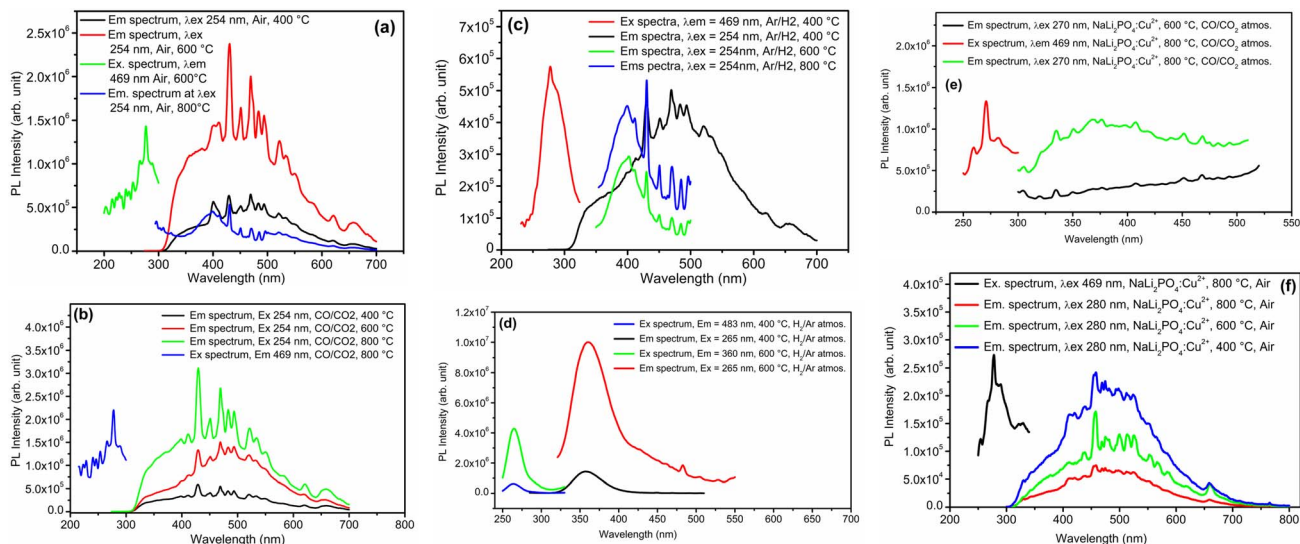 (a)
Em spectrum, λex 254 nm, Air, 400 °C
Em spectrum, λex
254 nm, Air, 600 °C
Ex. spectrum, λem
469 nm Air, 600°C
Em. spectrum at λex
254 nm, Air, 800°C
PL Intensity (arb. unit)
2.5x10⁶
2.0x10⁶
1.5x10⁶
1.0x10⁶
5.0x10⁵
0.0
100 200 300 400 500 600 700
Wavelength (nm)
(b)
Em spectrum, Ex 254 nm, CO/CO2, 400 °C
Em spectrum, Ex 254 nm, CO/CO2, 600 °C
Em spectrum, Ex 254 nm, CO/CO2, 800 °C
Ex spectrum, Em 469 nm, CO/CO2, 800 °C
PL Intensity (arb. unit)
4.0x10⁶
3.5x10⁶
3.0x10⁶
2.5x10⁶
2.0x10⁶
1.5x10⁶
1.0x10⁶
5.0x10⁵
0.0
200 300 400 500 600 700 800
Wavelength (nm)
(c)
Ex spectra, λem = 469 nm, Ar/H2, 400 °C
Em spectra, λex = 254 nm, Ar/H2, 400 °C
Em spectra, λex = 254nm, Ar/H2, 600 °C
Ems pectra, λex = 254nm, Ar/H2, 800 °C
PL Intensity (arb. unit)
7x10⁵
6x10⁵
5x10⁵
4x10⁵
3x10⁵
2x10⁵
1x10⁵
0
200 300 400 500 600 700
Wavelength (nm)
(d)
Ex spectrum, Em = 483 nm, 400 °C, H₂/Ar atmos.
Em spectrum, Ex = 265 nm, 400 °C, H₂/Ar atmos.
Ex spectrum, Em = 360 nm, 600 °C, H₂/Ar atmos.
Em spectrum, Ex = 265 nm, 600 °C, H₂/Ar atmos.
PL Intensity (arb. unit)
1.2x10⁷
1.0x10⁷
8.0x10⁶
6.0x10⁶
4.0x10⁶
2.0x10⁶
0.0
250 300 350 400 450 500 550 600 650 700
Wavelength (nm)
(e)
Em spectrum, λex 270 nm, NaLi₂PO₄:Cu²⁺, 600 °C, CO/CO₂ atmos.
Ex spectrum, λem 469 nm, NaLi₂PO₄:Cu²⁺, 800 °C, CO/CO₂ atmos.
Em spectrum, λex 270 nm, NaLi₂PO₄:Cu²⁺, 800 °C, CO/CO₂ atmos.
PL Intensity (arb. unit)
2.0x10⁶
1.5x10⁶
1.0x10⁶
5.0x10⁵
0.0
250 300 350 400 450 500 550
Wavelength (nm)
(f)
Ex. spectrum, λex 469 nm, NaLi₂PO₄:Cu²⁺, 800 °C, Air
Em. spectrum, λex 280 nm, NaLi₂PO₄:Cu²⁺, 800 °C, Air
Em. spectrum, λex 280 nm, NaLi₂PO₄:Cu²⁺, 600 °C, Air
Em. spectrum, λex 280 nm, NaLi₂PO₄:Cu²⁺, 400 °C, Air
PL Intensity (arb. unit)
4.0x10⁵
3.5x10⁵
3.0x10⁵
2.5x10⁵
2.0x10⁵
1.5x10⁵
1.0x10⁵
5.0x10⁴
0.0
200 300 400 500 600 700 800
Wavelength (nm)